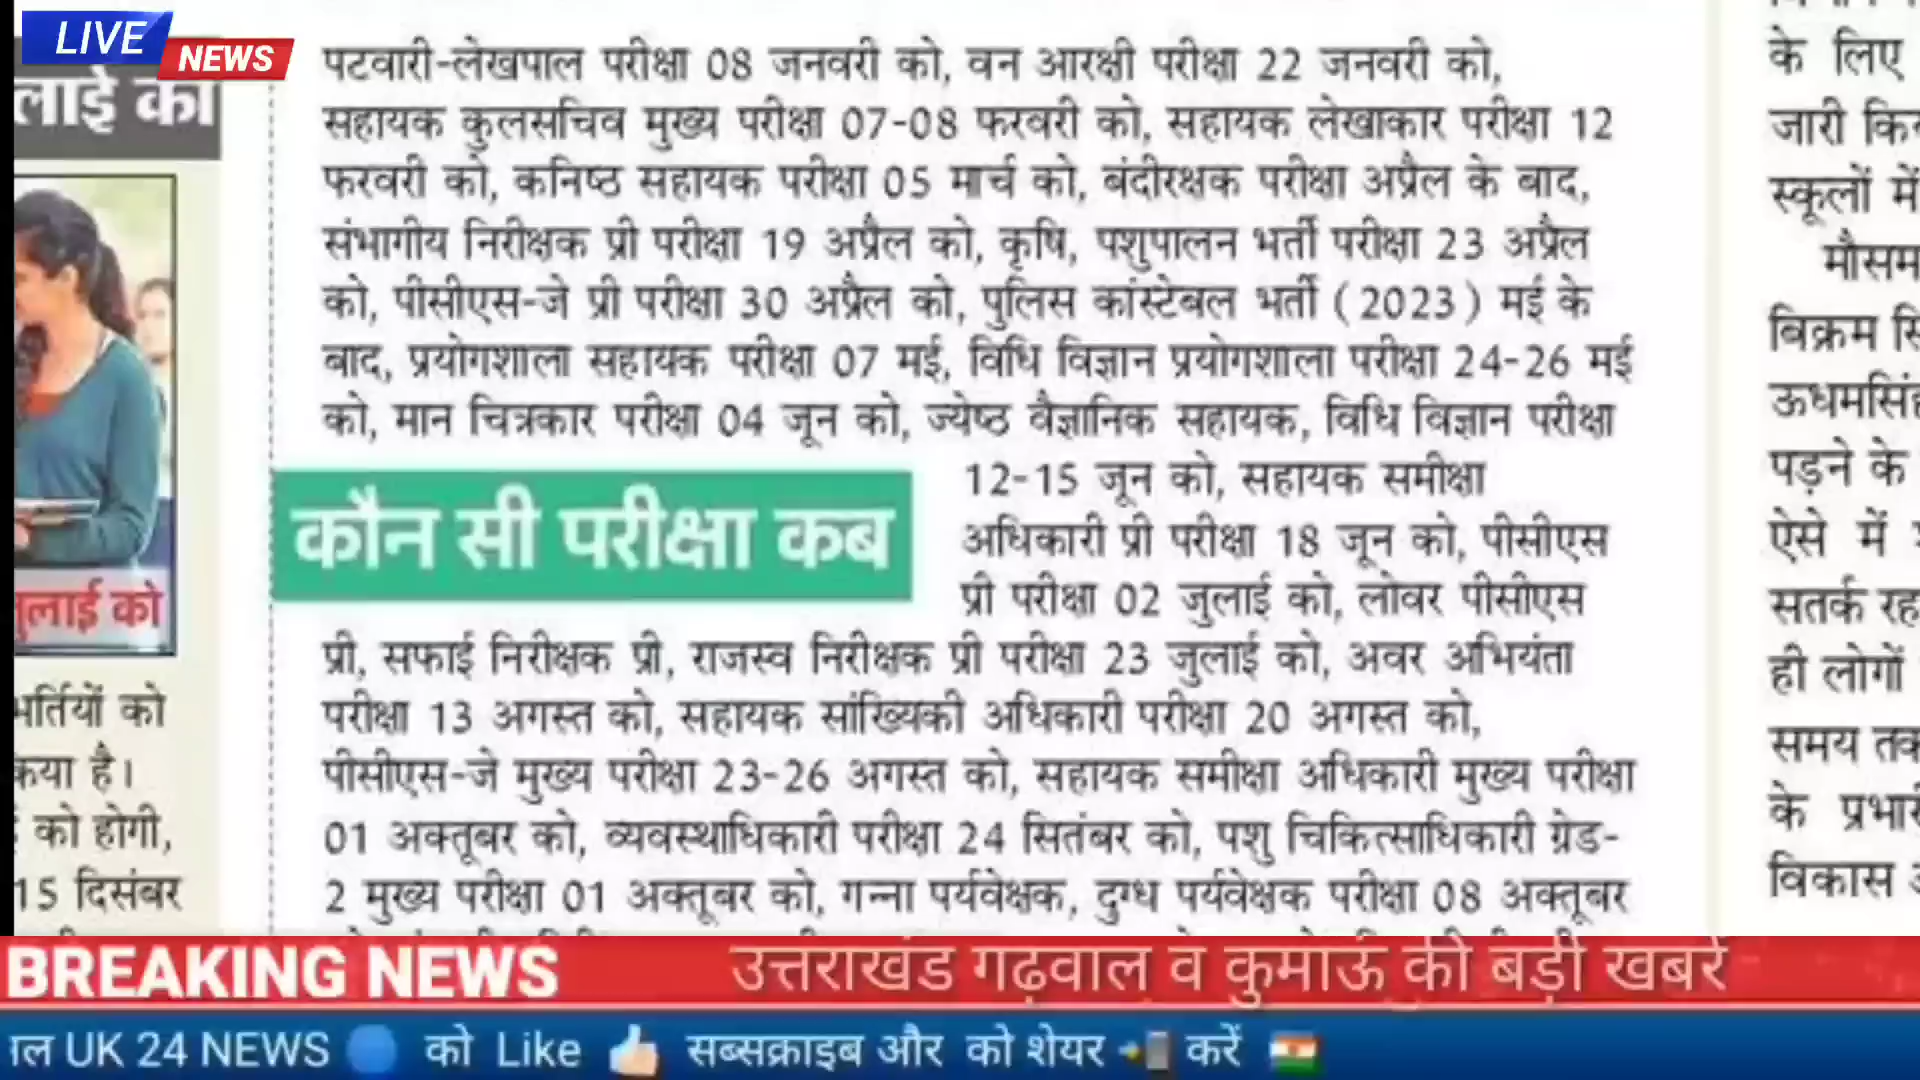 LIVE
NEWS
पटवारी-लेखपाल परीक्षा 08 जनवरी को, वन आरक्षी परीक्षा 22 जनवरी को,
सहायक कुलसचिव मुख्य परीक्षा 07-08 फरवरी को, सहायक लेखाकार परीक्षा 12
फरवरी को, कनिष्ठ सहायक परीक्षा 05 मार्च को, बंदीरक्षक परीक्षा अप्रैल के बाद,
संभागीय निरीक्षक प्री परीक्षा 19 अप्रैल को, कृषि, पशुपालन भर्ती परीक्षा 23 अप्रैल
को, पीसीएस-जे प्री परीक्षा 30 अप्रैल को, पुलिस कांस्टेबल भर्ती (2023) मई के
बाद, प्रयोगशाला सहायक परीक्षा 07 मई, विधि विज्ञान प्रयोगशाला परीक्षा 24-26 मई
को, मान चित्रकार परीक्षा 04 जून को, ज्येष्ठ वैज्ञानिक सहायक, विधि विज्ञान परीक्षा
कौन सी परीक्षा कब
12-15 जून को, सहायक समीक्षा
अधिकारी प्री परीक्षा 18 जून को, पीसीएस
प्री परीक्षा 02 जुलाई को, लोवर पीसीएस
प्री, सफाई निरीक्षक प्री, राजस्व निरीक्षक प्री परीक्षा 23 जुलाई को, अवर अभियंता
परीक्षा 13 अगस्त को, सहायक सांख्यिकी अधिकारी परीक्षा 20 अगस्त को,
पीसीएस-जे मुख्य परीक्षा 23-26 अगस्त को, सहायक समीक्षा अधिकारी मुख्य परीक्षा
01 अक्तूबर को, व्यवस्थाधिकारी परीक्षा 24 सितंबर को, पशु चिकित्साधिकारी ग्रेड-
2 मुख्य परीक्षा 01 अक्तूबर को, गन्ना पर्यवेक्षक, दुग्ध पर्यवेक्षक परीक्षा 08 अक्तूबर
को
को
को होगी,
15 दिसंबर
के लिए
जारी
स्कूलों में
मौसम
बिक्रम
पड़ने के
ऐसे में
सतर्क
ही लोगों
समय
के
विकास
BREAKING NEWS
उत्तराखंड गढ़वाल व कुमाऊं की बड़ी खबरें
UK 24 NEWS को Like सब्सक्राइब और को शेयर करें